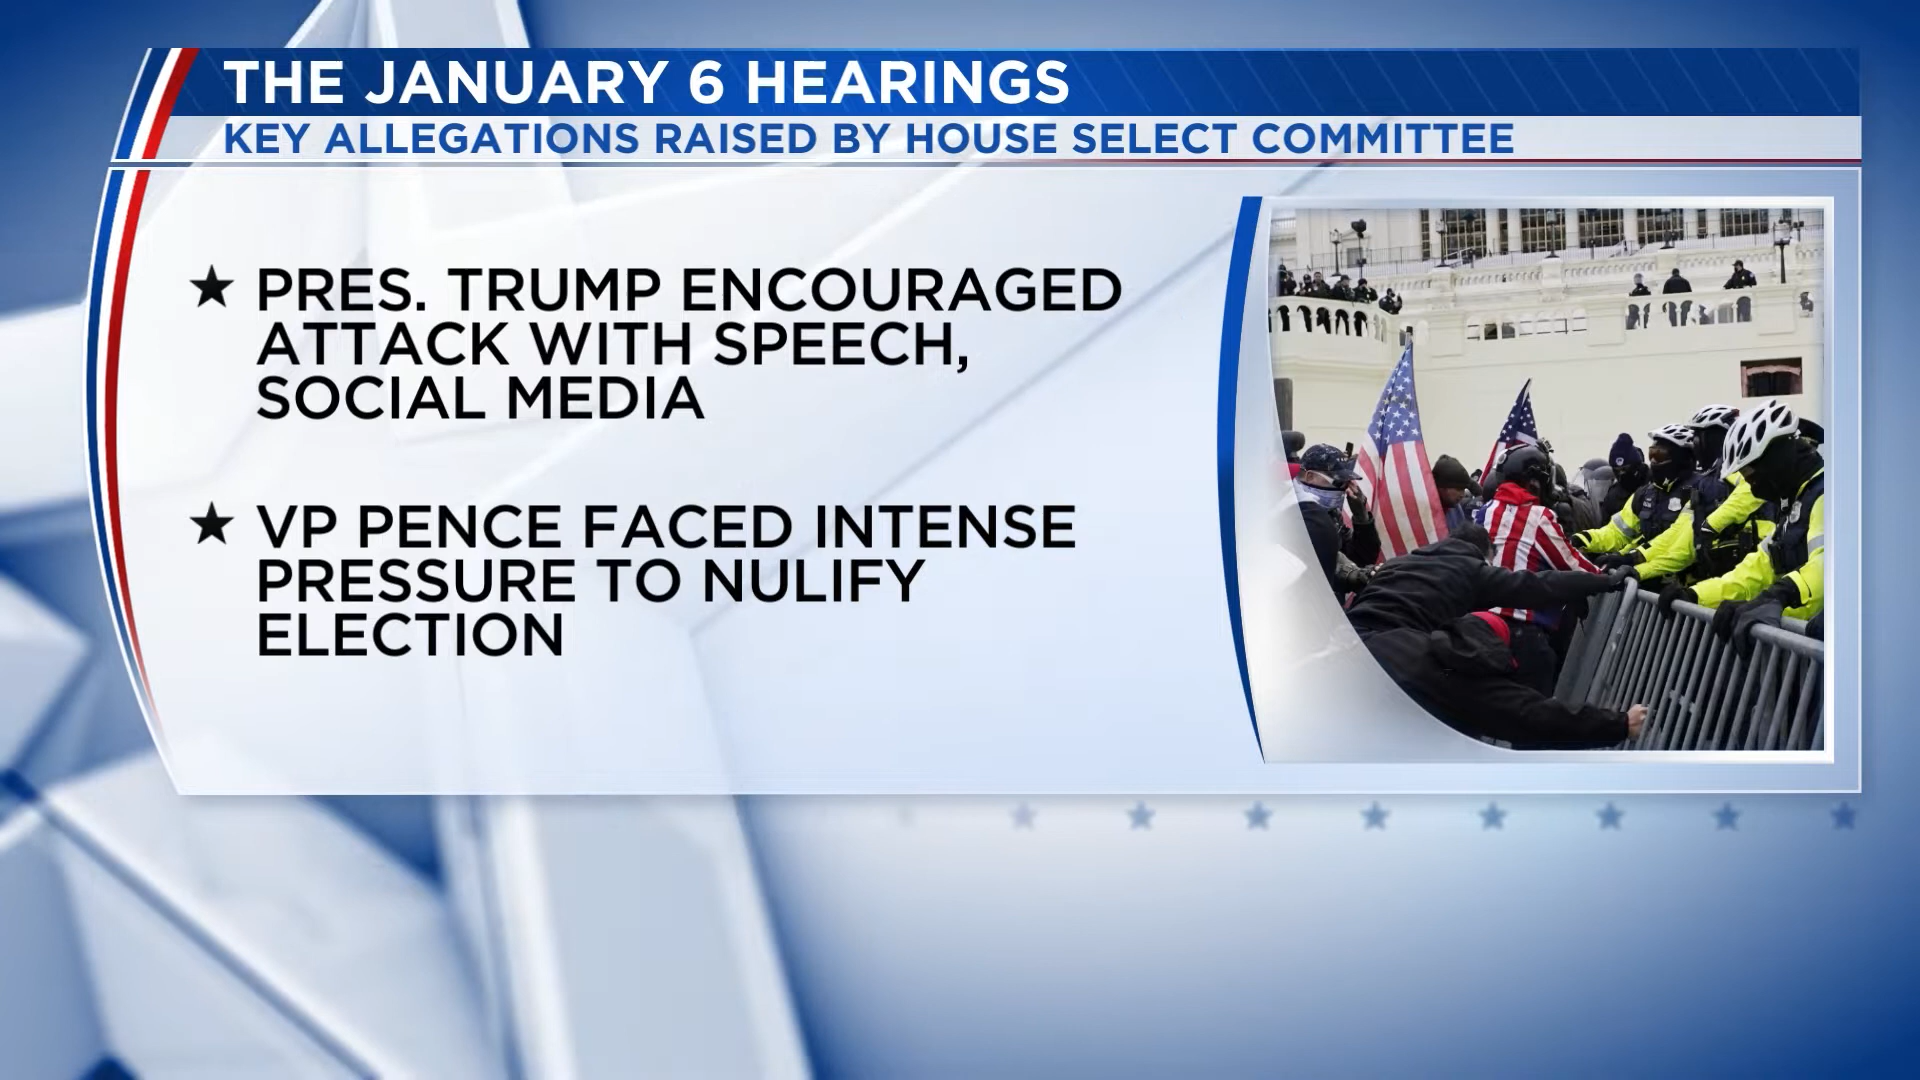 THE JANUARY 6 HEARINGS
KEY ALLEGATIONS RAISED BY HOUSE SELECT COMMITTEE
★ PRES. TRUMP ENCOURAGED
ATTACK WITH SPEECH,
SOCIAL MEDIA
★ VP PENCE FACED INTENSE
PRESSURE TO NULIFY
ELECTION